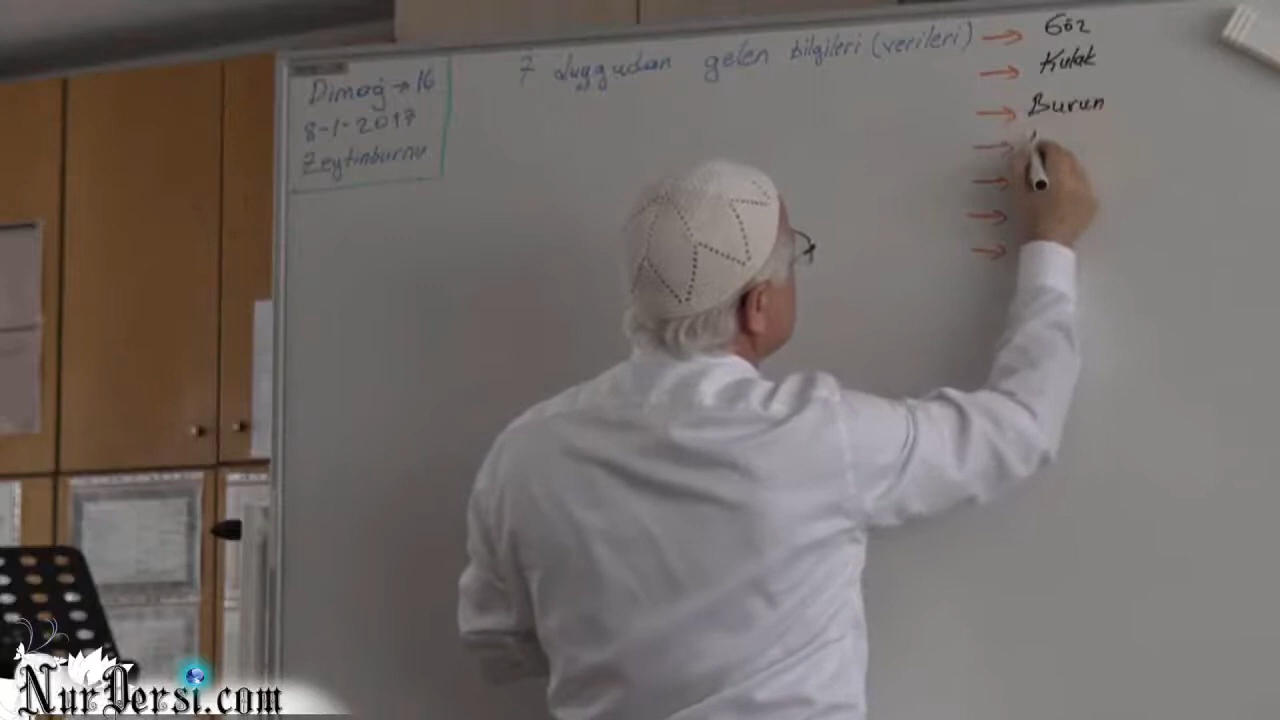 Dimağ → 16
8-1-2017
Zeytinburnu
7 duygudan gelen bilgileri (verileri) → Göz
→ Kulak
→ Burun
→
→
→
→
NurDersi.com